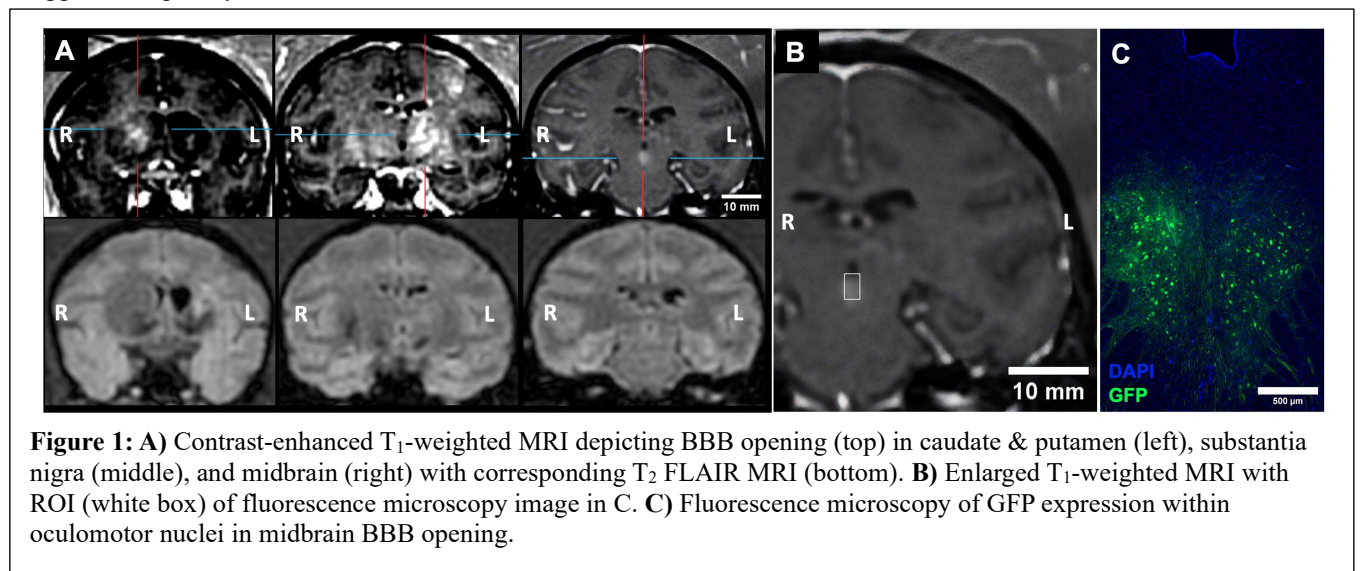 A
R
L
R
L
R
L
10 mm
R
L
R
L
R
L
B
R
L
10 mm
C
DAPI
GFP
500 µm
Figure 1: A) Contrast-enhanced T₁-weighted MRI depicting BBB opening (top) in caudate & putamen (left), substantia
nigra (middle), and midbrain (right) with corresponding T₂ FLAIR MRI (bottom). B) Enlarged T₁-weighted MRI with
ROI (white box) of fluorescence microscopy image in C. C) Fluorescence microscopy of GFP expression within
oculomotor nuclei in midbrain BBB opening.